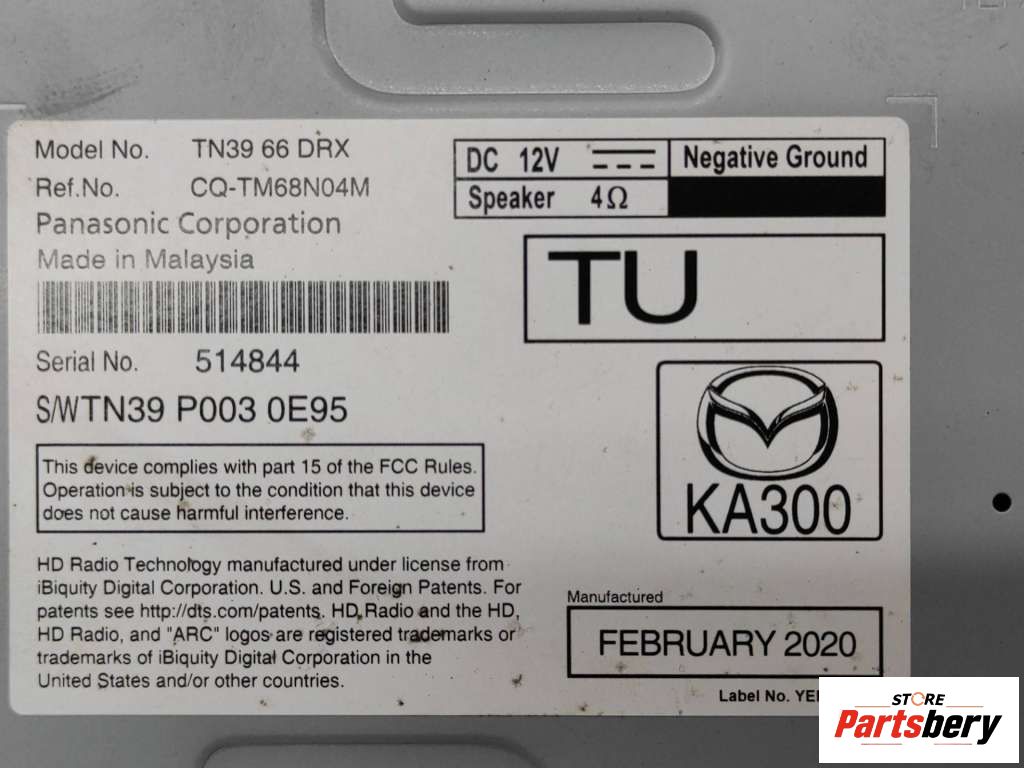 Model No. TN39 66 DRX
Ref.No. CQ-TM68N04M
Panasonic Corporation
Made in Malaysia
Serial No. 514844
S/WTN39 P003 0E95
This device complies with part 15 of the FCC Rules.
Operation is subject to the condition that this device
does not cause harmful interference.
HD Radio Technology manufactured under license from
iBiquity Digital Corporation. U.S. and Foreign Patents. For
patents see http://dts.com/patents. HD Radio and the HD,
HD Radio, and "ARC" logos are registered trademarks or
trademarks of iBiquity Digital Corporation in the
United States and/or other countries.
DC 12V Negative Ground
Speaker 4Ω
TU
KA300
Manufactured
FEBRUARY 2020
Label No.
STORE
Partsbery